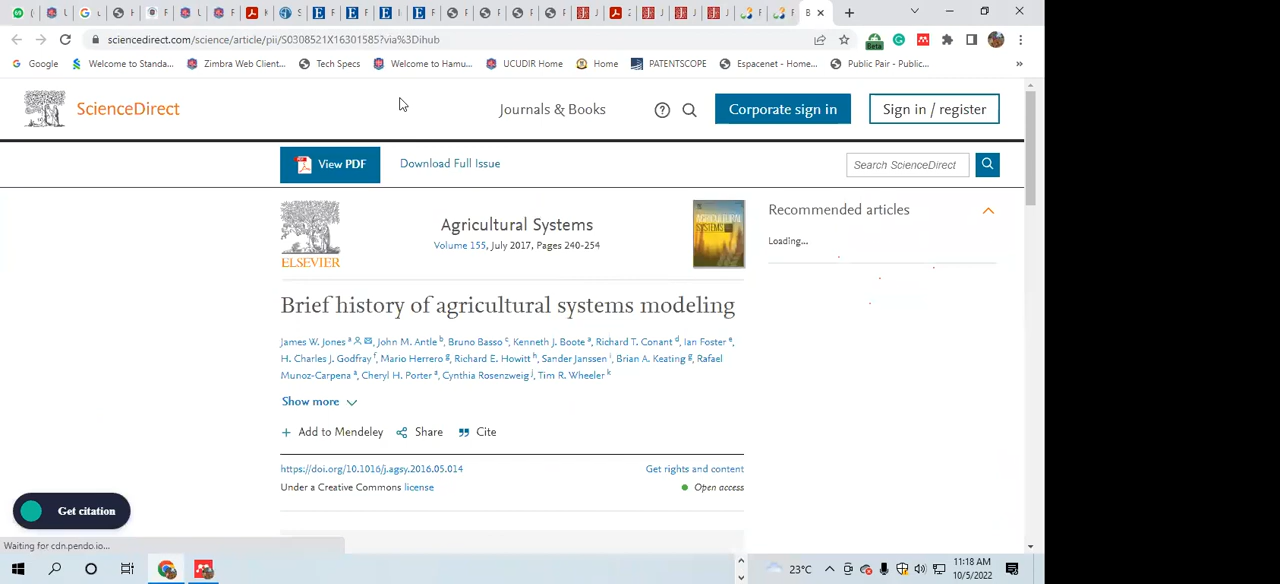 sciencedirect.com/science/article/pii/S0308521X16301585?via%3Dihub
Beta
Google Welcome to Standa... Zimbra Web Client... Tech Specs Welcome to Hamu... UCUDIR Home Home PATENTSCOPE Espacenet - Home... Public Pair - Public... »
ScienceDirect Journals & Books Corporate sign in Sign in / register
View PDF Download Full Issue Search ScienceDirect
Recommended articles
Loading...
ELSEVIER
Agricultural Systems
Volume 155, July 2017, Pages 240-254
AGRICULTURAL SYSTEMS
Brief history of agricultural systems modeling
James W. Jones a, John M. Antle b, Bruno Basso c, Kenneth J. Boote a, Richard T. Conant d, Ian Foster e,
H. Charles J. Godfray f, Mario Herrero g, Richard E. Howitt h, Sander Janssen i, Brian A. Keating g, Rafael
Munoz-Carpena a, Cheryl H. Porter a, Cynthia Rosenzweig j, Tim R. Wheeler k
Show more
+ Add to Mendeley Share Cite
https://doi.org/10.1016/j.agsy.2016.05.014 Get rights and content
Under a Creative Commons license Open access
Get citation
Waiting for cdn.pendo.io...
23°C 11:18 AM
10/5/2022